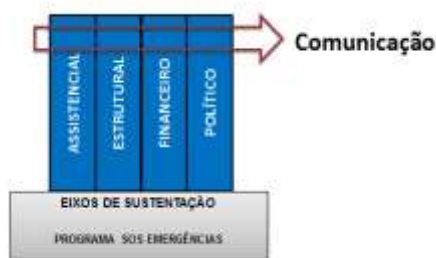 Comunicação
ASSISTENCIAL
ESTRUTURAL
FINANCEIRO
POLÍTICO
EIXOS DE SUSTENTAÇÃO
PROGRAMA SOS EMERGÊNCIAS